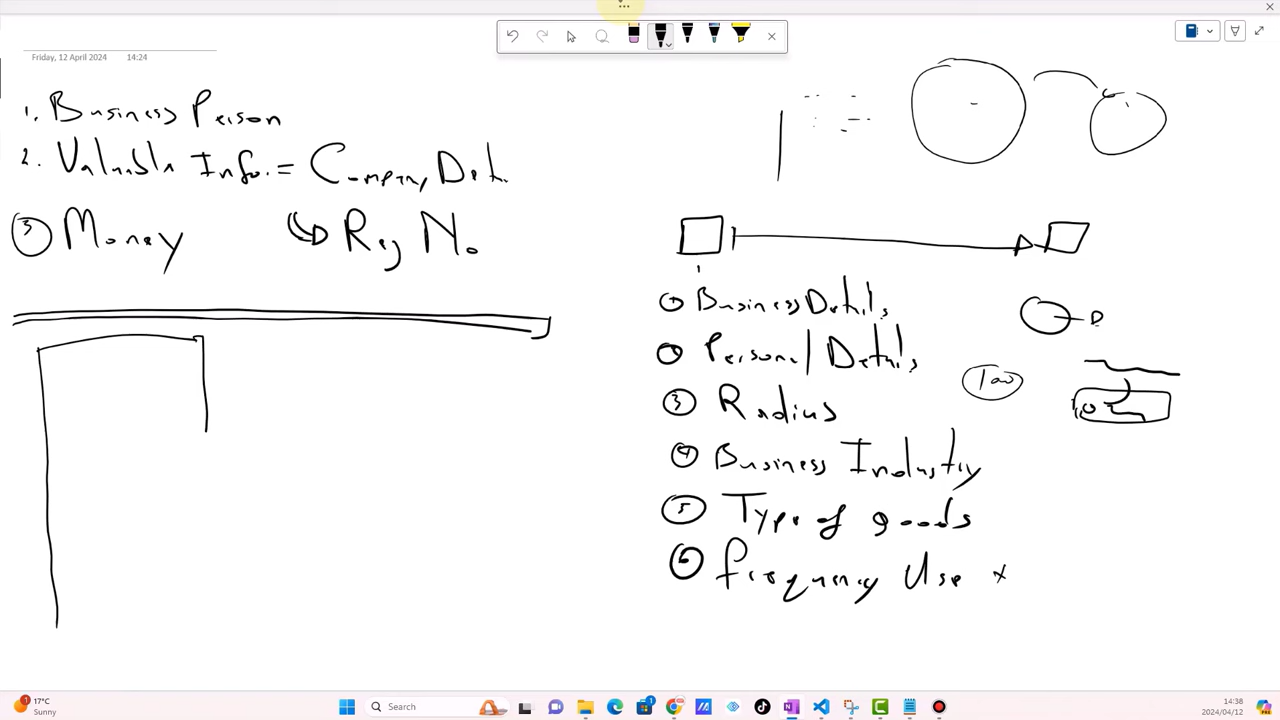 Friday, 12 April 2024 14:24
1. Business Person
2. Valuable Info. = Company Det.
③ Money
Reg No.
Business Details
Personal Details
③ Radius
④ Business Industry
⑤ Type of goods
⑥ Frequency Use x
D
17°C
Sunny
Search
14:38
2024/04/12